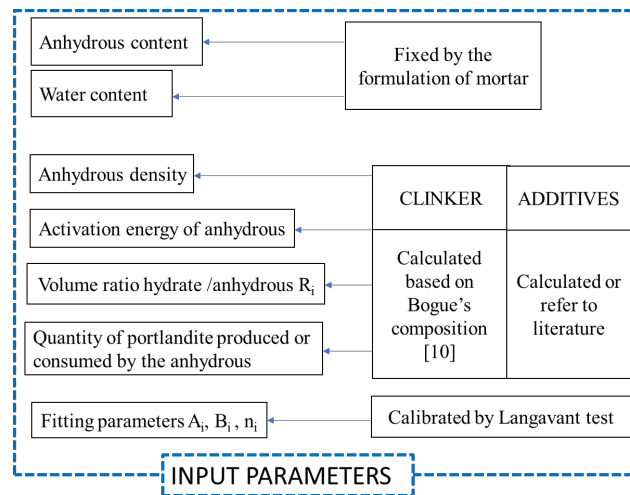 Anhydrous content
Fixed by the
formulation of mortar
Water content
Anhydrous density
CLINKER
ADDITIVES
Activation energy of anhydrous
Volume ratio hydrate /anhydrous Rᵢ
Calculated
based on
Bogue's
composition
[10]
Calculated or
refer to
literature
Quantity of portlandite produced or
consumed by the anhydrous
Fitting parameters Aᵢ, Bᵢ , nᵢ
Calibrated by Langavant test
INPUT PARAMETERS